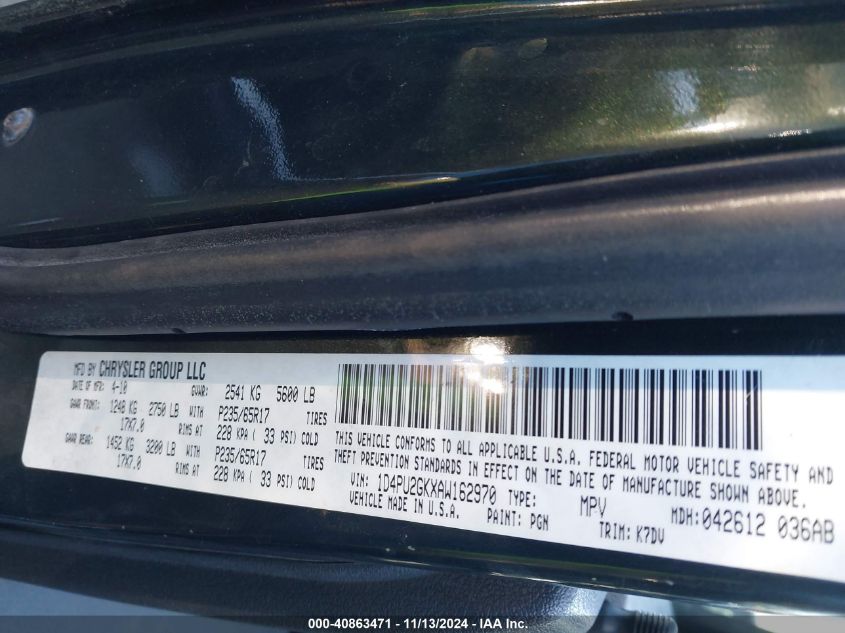 MFD BY CHRYSLER GROUP LLC
DATE OF MFR: 4-10 GVWR: 2541 KG 5600 LB
GAWR FRONT: 1248 KG 2750 LB WITH P235/65R17 TIRES
17X7.0 RIMS AT 228 KPA ( 33 PSI) COLD
GAWR REAR: 1452 KG 3200 LB WITH P235/65R17 TIRES
17X7.0 RIMS AT 228 KPA ( 33 PSI) COLD
THIS VEHICLE CONFORMS TO ALL APPLICABLE U.S.A. FEDERAL MOTOR VEHICLE SAFETY AND
THEFT PREVENTION STANDARDS IN EFFECT ON THE DATE OF MANUFACTURE SHOWN ABOVE.
VIN: 1D4PU2GKXAW162970 TYPE: MPV MDH:042612 036AB
VEHICLE MADE IN U.S.A. PAINT: PGN TRIM: K7DV
000-40863471 - 11/13/2024 - IAA Inc.